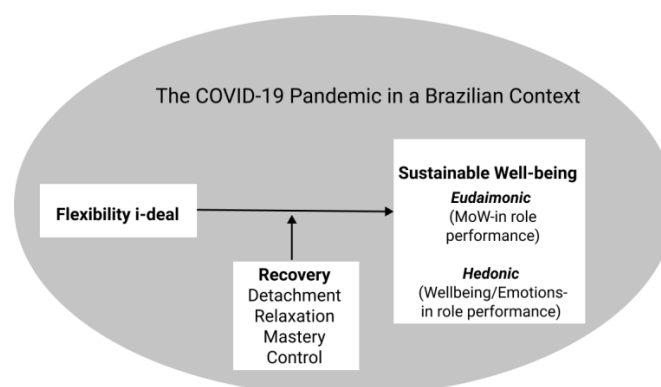 The COVID-19 Pandemic in a Brazilian Context
Sustainable Well-being
Eudaimonic
(MoW-in role
performance)
Hedonic
(Wellbeing/Emotions-
in role performance)
Flexibility i-deal
Recovery
Detachment
Relaxation
Mastery
Control